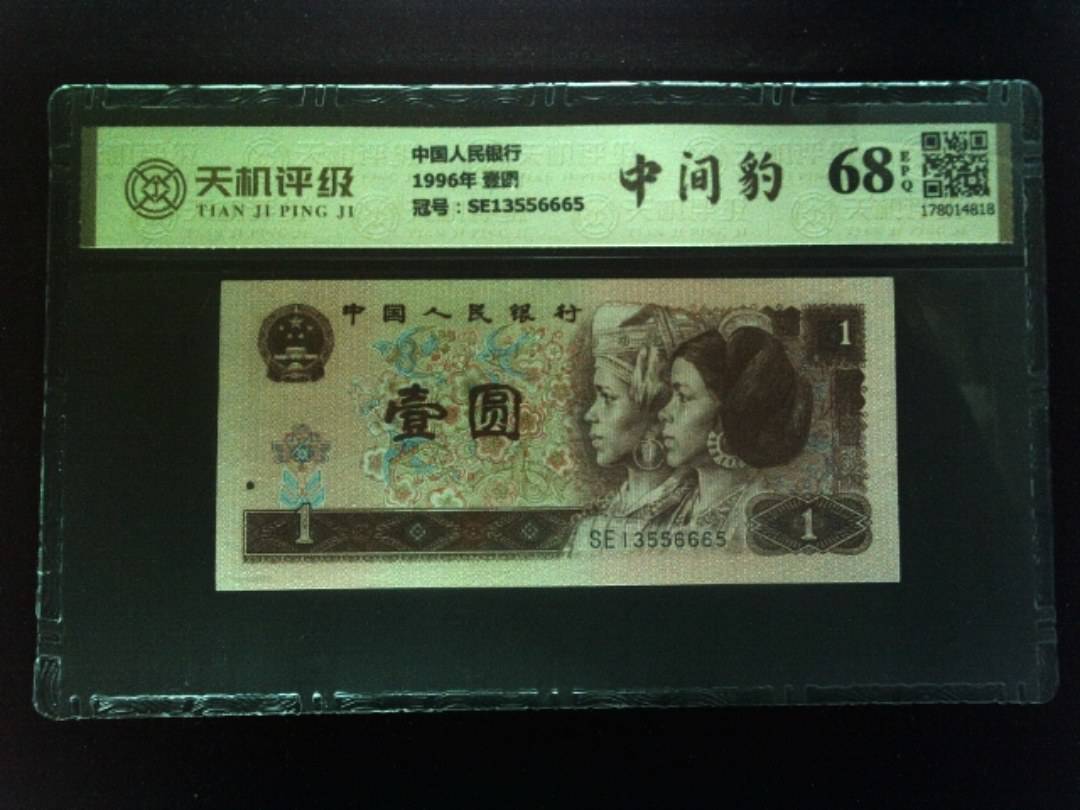 天机评级
TIAN JI PING JI
中国人民银行
1996年 壹圆
冠号：SE13556665
中间豹
68
EPQ
178014818
中国人民银行
1
壹圆
1
SE13556665
1